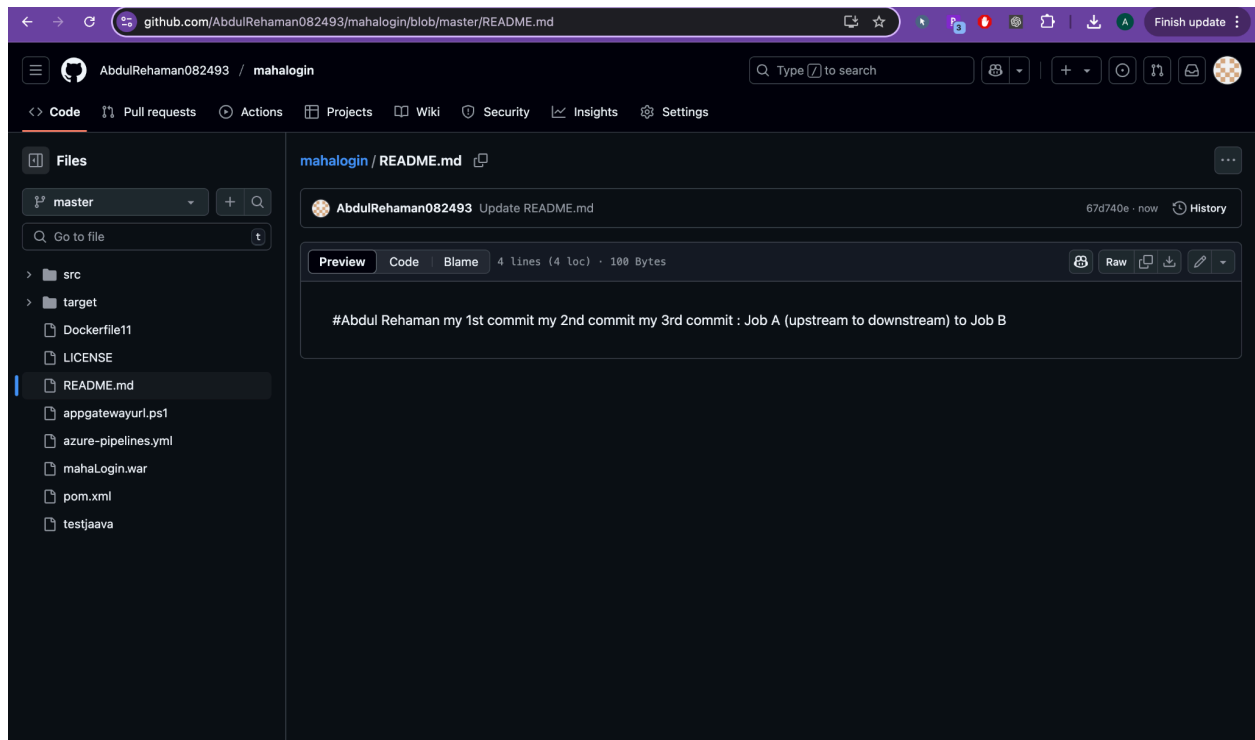 github.com/AbdulRehaman082493/mahalogin/blob/master/README.md
3
A
Finish update
AbdulRehaman082493 / mahalogin
Type / to search
Code Pull requests Actions Projects Wiki Security Insights Settings
Files
master
Go to file t
src
target
Dockerfile11
LICENSE
README.md
appgatewayurl.ps1
azure-pipelines.yml
mahaLogin.war
pom.xml
testjaava
mahalogin / README.md
AbdulRehaman082493 Update README.md 67d740e · now History
Preview Code Blame 4 lines (4 loc) · 100 Bytes Raw
#Abdul Rehaman my 1st commit my 2nd commit my 3rd commit : Job A (upstream to downstream) to Job B